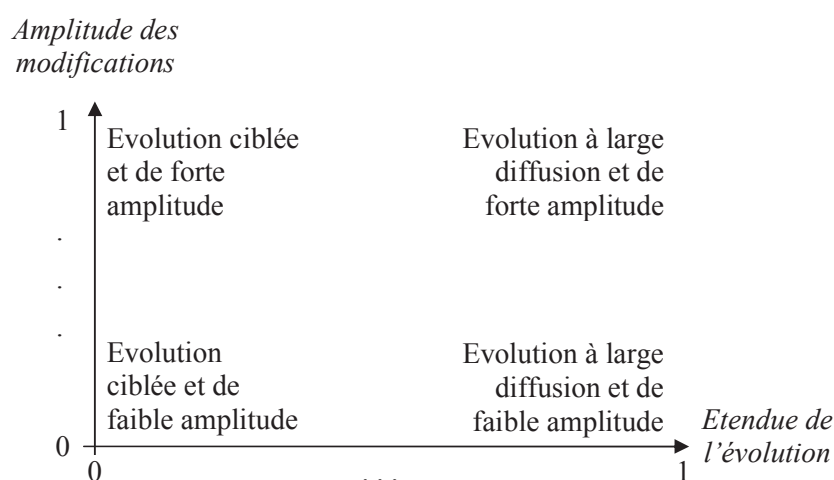 Amplitude des
modifications
1
Evolution ciblée
et de forte
amplitude
Evolution à large
diffusion et de
forte amplitude
.
.
.
Evolution
ciblée et de
faible amplitude
Evolution à large
diffusion et de
faible amplitude
Etendue de
l’évolution
0
0
. . .
1